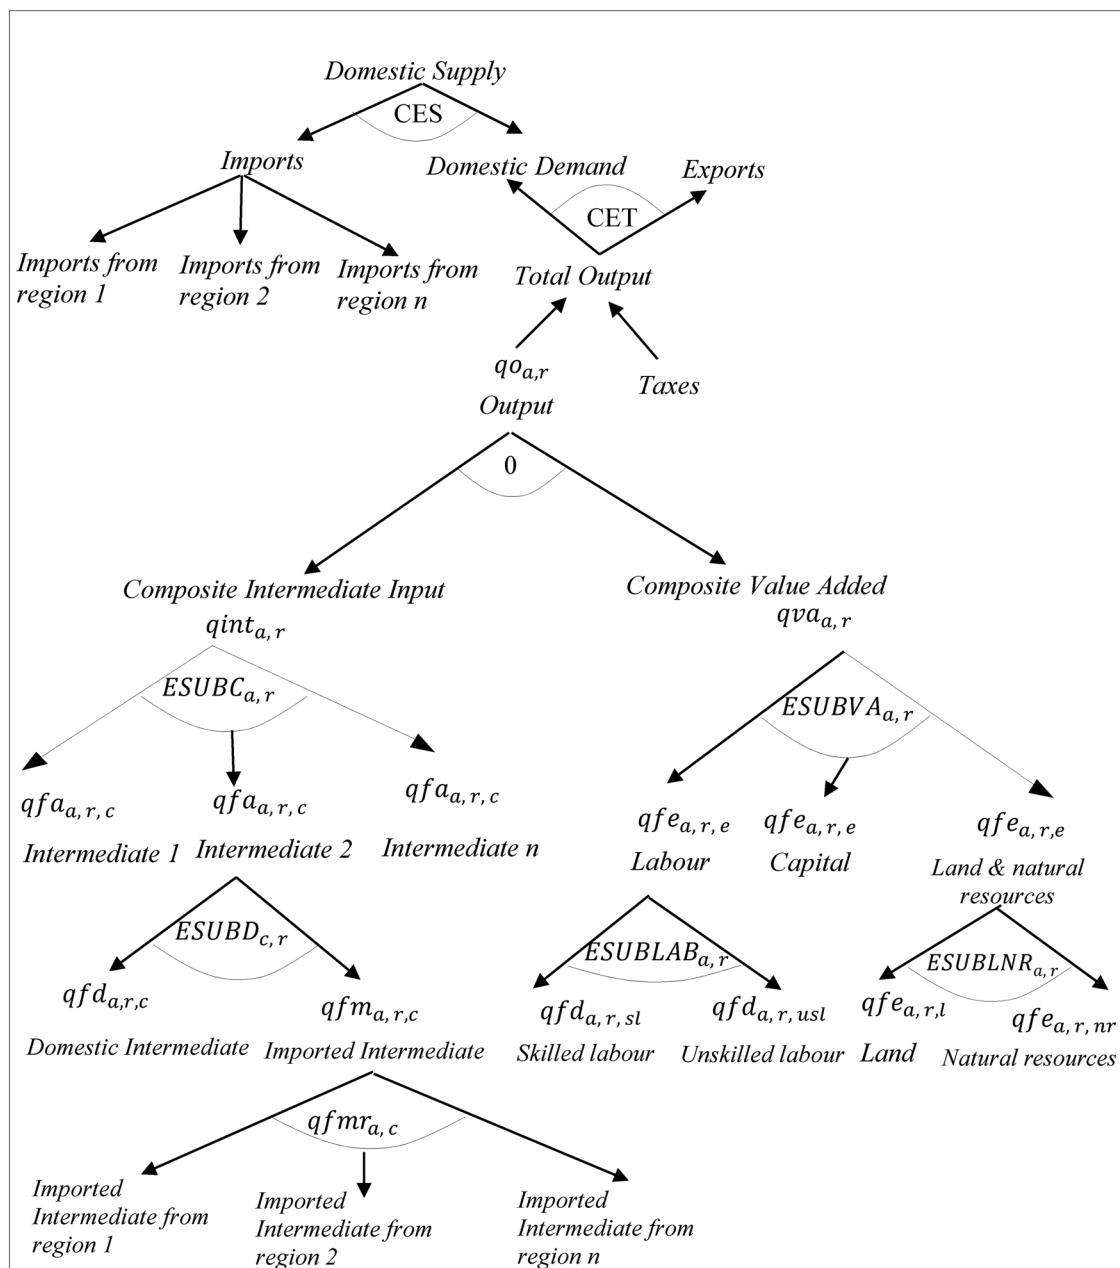 Domestic Supply
CES
Imports
Domestic Demand
Exports
CET
Imports from
region 1
Imports from
region 2
Imports from
region n
Total Output
qo_{a,r}
Output
Taxes
0
Composite Intermediate Input
qint_{a,r}
Composite Value Added
qva_{a,r}
ESUBC_{a,r}
ESUBVA_{a,r}
qfa_{a,r,c}
Intermediate 1
qfa_{a,r,c}
Intermediate 2
qfa_{a,r,c}
Intermediate n
qfe_{a,r,e}
Labour
qfe_{a,r,e}
Capital
qfe_{a,r,e}
Land & natural
resources
ESUBD_{c,r}
ESUBLAB_{a,r}
ESUBLNR_{a,r}
qfd_{a,r,c}
Domestic Intermediate
qfm_{a,r,c}
Imported Intermediate
qfd_{a,r,sl}
Skilled labour
qfd_{a,r,usl}
Unskilled labour
qfe_{a,r,l}
Land
qfe_{a,r,nr}
Natural resources
qfmr_{a,c}
Imported
Intermediate from
region 1
Imported
Intermediate from
region 2
Imported
Intermediate from
region n